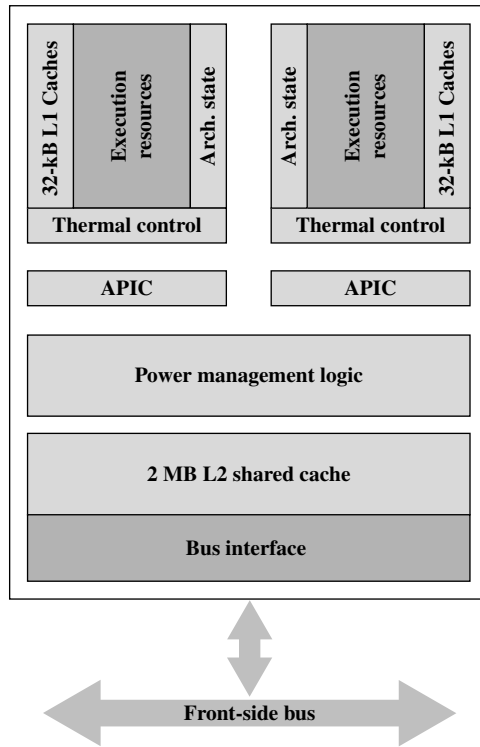 32-kB L1 Caches
Execution
resources
Arch. state
Thermal control
APIC
Arch. state
Execution
resources
32-kB L1 Caches
Thermal control
APIC
Power management logic
2 MB L2 shared cache
Bus interface
Front-side bus